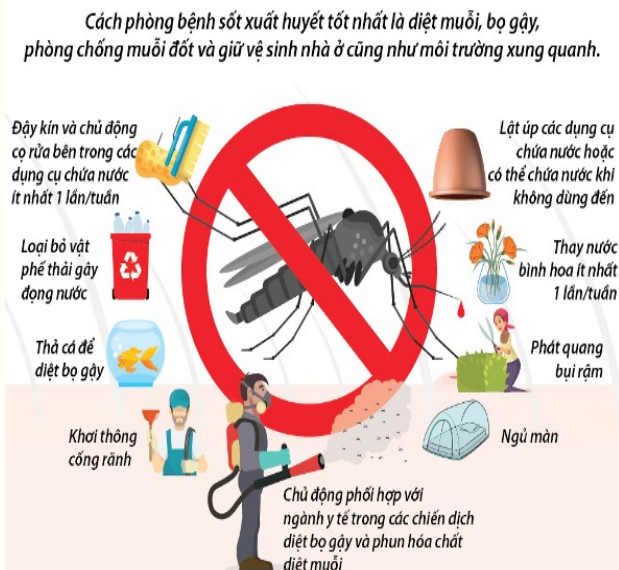 Cách phòng bệnh sốt xuất huyết tốt nhất là diệt muỗi, bọ gậy,
phòng chống muỗi đốt và giữ vệ sinh nhà ở cũng như môi trường xung quanh.
Đậy kín và chủ động
cọ rửa bên trong các
dụng cụ chứa nước
ít nhất 1 lần/tuần
Lật úp các dụng cụ
chứa nước hoặc
có thể chứa nước khi
không dùng đến
Loại bỏ vật
phế thải gây
đọng nước
Thay nước
bình hoa ít nhất
1 lần/tuần
Thả cá để
diệt bọ gậy
Phát quang
bụi rậm
Khơi thông
cống rãnh
Ngủ màn
Chủ động phối hợp với
ngành y tế trong các chiến dịch
diệt bọ gậy và phun hóa chất
diệt muỗi